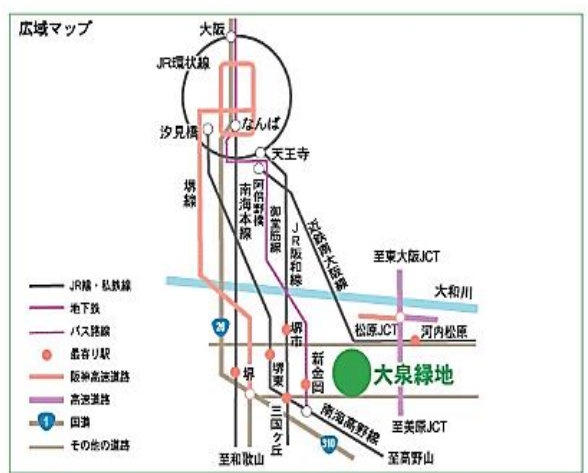 広域マップ
大阪
JR環状線
汐見橋
なんば
天王寺
堺線
南海本線
阿倍野橋
御堂筋線
JR阪和線
近鉄南大阪線
至東大阪JCT
大和川
JR線・私鉄線
地下鉄
バス路線
最寄り駅
阪神高速道路
高速道路
1
国道
その他の道路
26
堺市
松原JCT
河内松原
堺東
新金岡
大泉緑地
堺
三国ケ丘
南海高野線
至美原JCT
310
至和歌山
至高野山